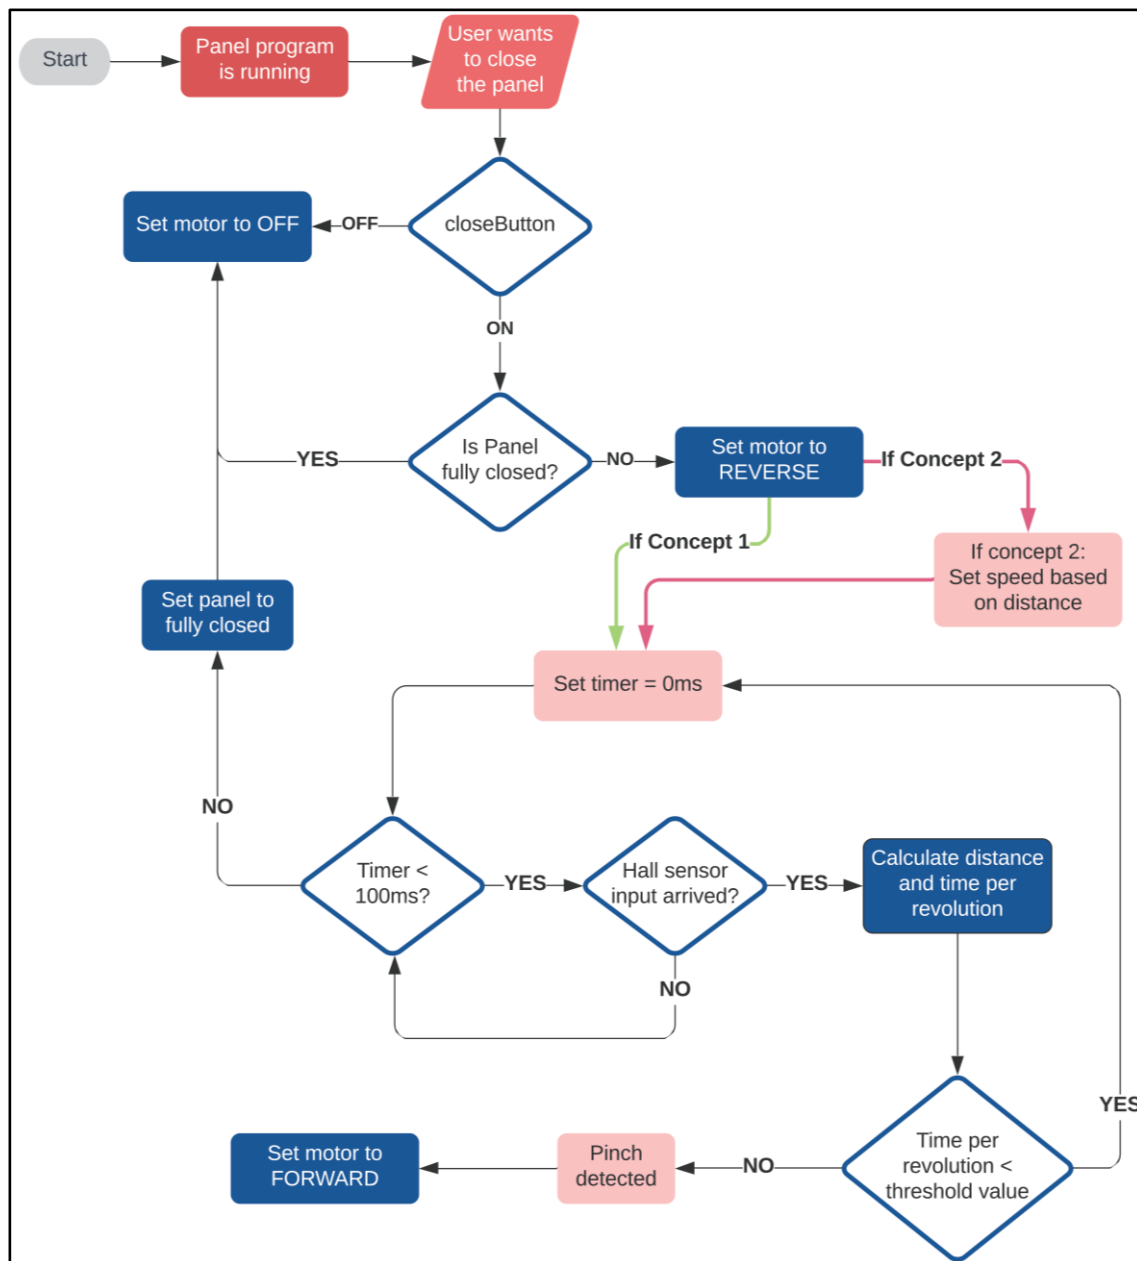 Start
Panel program
is running
User wants
to close
the panel
Set motor to OFF
OFF
closeButton
ON
Is Panel
fully closed?
YES
NO
Set motor to
REVERSE
If Concept 2
If Concept 1
If concept 2:
Set speed based
on distance
Set panel to
fully closed
Set timer = 0ms
NO
Timer <
100ms?
YES
Hall sensor
input arrived?
YES
Calculate distance
and time per
revolution
NO
YES
Time per
revolution <
threshold value
NO
Pinch
detected
Set motor to
FORWARD